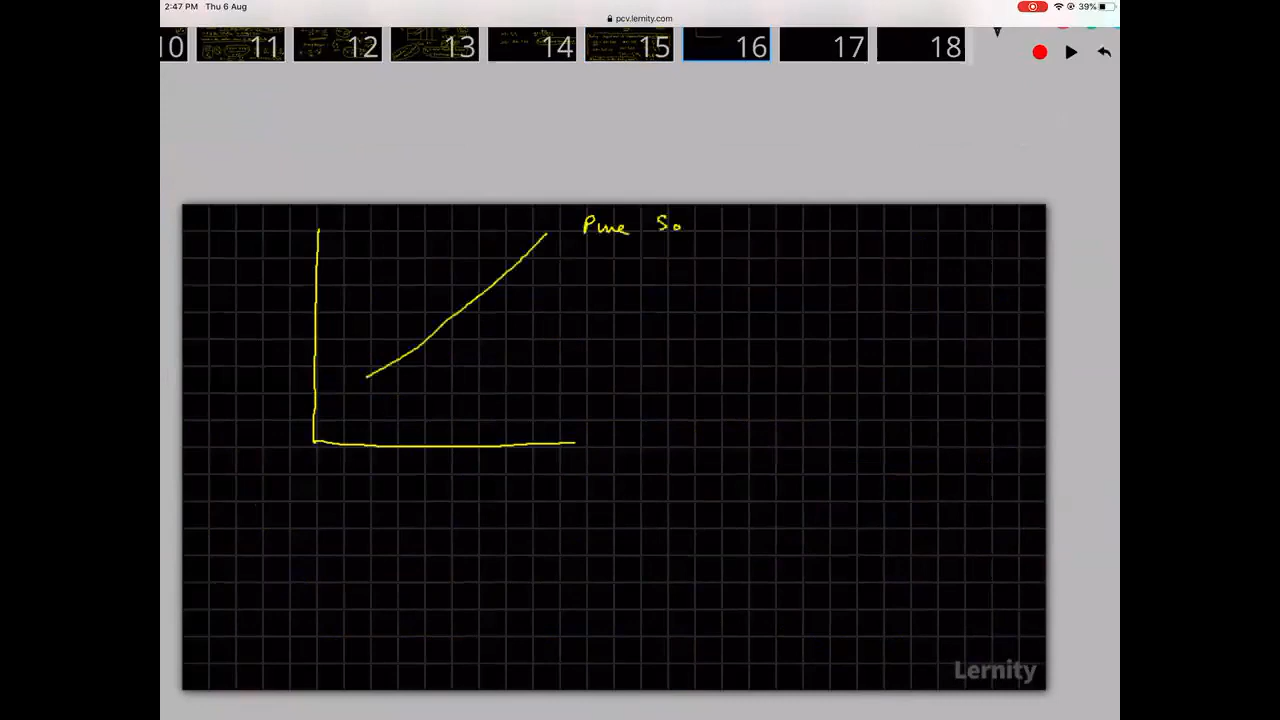 2:47 PM Thu 6 Aug
pcv.lernity.com
39%
10 11 12 13 14 15 16 17 18
Pure So
Lernity